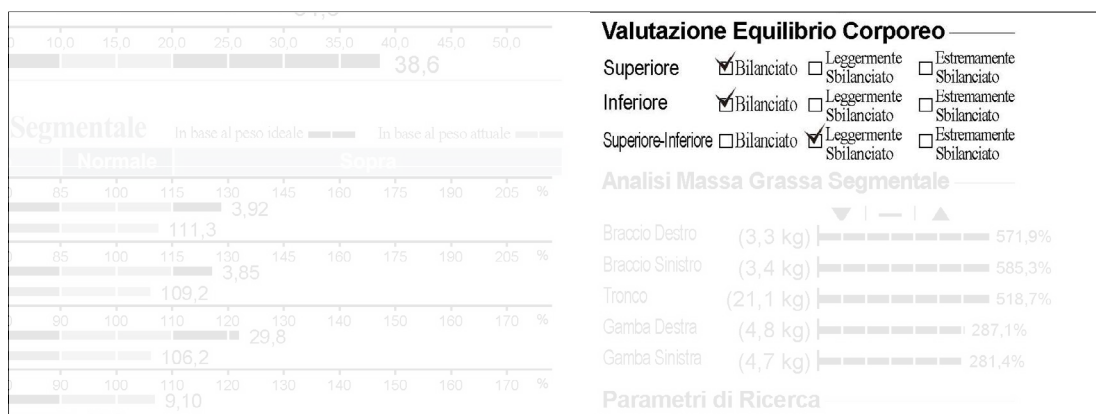 10,0 15,0 20,0 25,0 30,0 35,0 40,0 45,0 50,0
38,6
Segmentale In base al peso ideale In base al peso attuale
Normale Sopra
85 100 115 130 145 160 175 190 205 %
3,92
111,3
85 100 115 130 145 160 175 190 205 %
3,85
109,2
90 100 110 120 130 140 150 160 170 %
29,8
106,2
90 100 110 120 130 140 150 160 170 %
9,10
Valutazione Equilibrio Corporeo
Superiore Bilanciato Leggermente Sbilanciato Estremamente Sbilanciato
Inferiore Bilanciato Leggermente Sbilanciato Estremamente Sbilanciato
Superiore-Inferiore Bilanciato Leggermente Sbilanciato Estremamente Sbilanciato
Analisi Massa Grassa Segmentale
Braccio Destro (3,3 kg) 571,9%
Braccio Sinistro (3,4 kg) 585,3%
Tronco (21,1 kg) 518,7%
Gamba Destra (4,8 kg) 287,1%
Gamba Sinistra (4,7 kg) 281,4%
Parametri di Ricerca